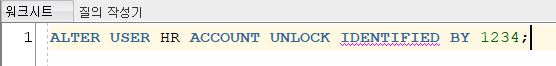 워크시트 질의 작성기
1 ALTER USER HR ACCOUNT UNLOCK IDENTIFIED BY 1234;